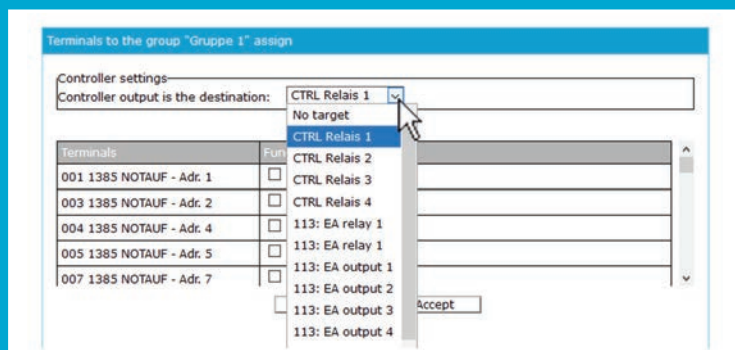 Terminals to the group "Gruppe 1" assign
Controller settings
Controller output is the destination: CTRL Relais 1
No target
CTRL Relais 1
CTRL Relais 2
CTRL Relais 3
CTRL Relais 4
113: EA relay 1
113: EA relay 1
113: EA output 1
113: EA output 2
113: EA output 3
113: EA output 4
Terminals
001 1385 NOTAUF - Adr. 1
003 1385 NOTAUF - Adr. 2
004 1385 NOTAUF - Adr. 4
005 1385 NOTAUF - Adr. 5
007 1385 NOTAUF - Adr. 7
Accept